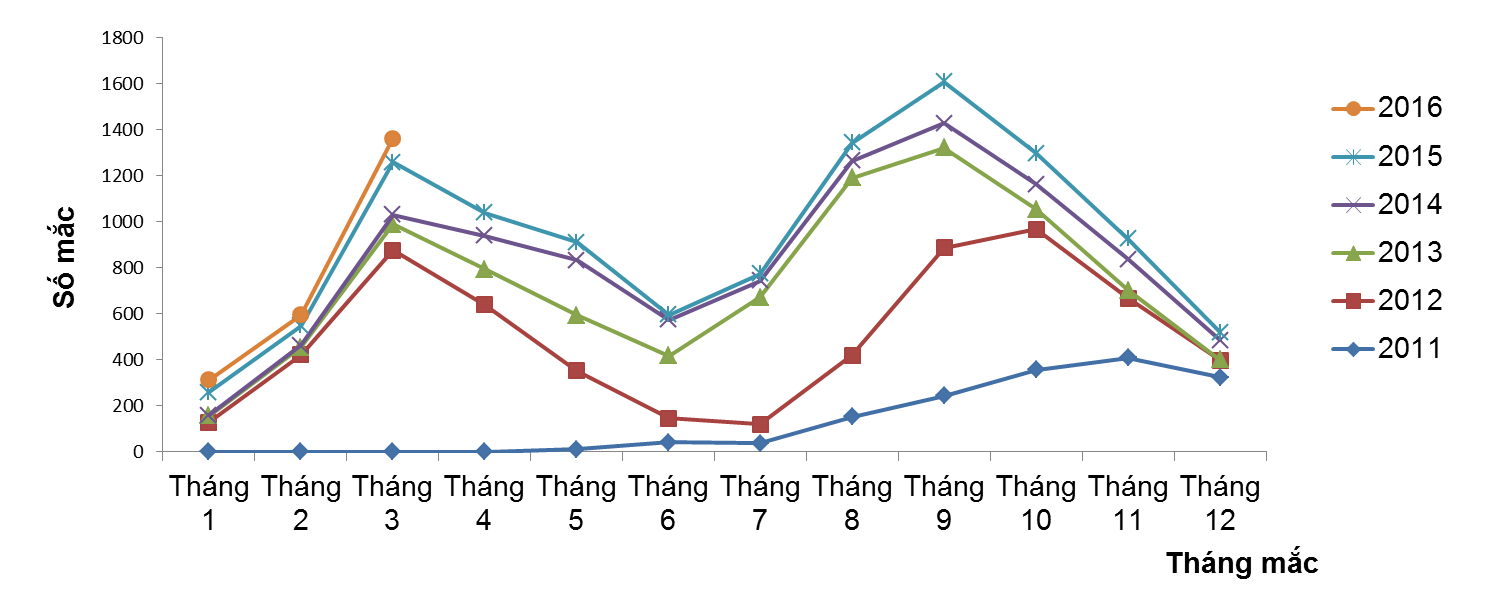 Số mắc
1800
1600
1400
1200
1000
800
600
400
200
0
Tháng 1
Tháng 2
Tháng 3
Tháng 4
Tháng 5
Tháng 6
Tháng 7
Tháng 8
Tháng 9
Tháng 10
Tháng 11
Tháng 12
Tháng mắc
2016
2015
2014
2013
2012
2011